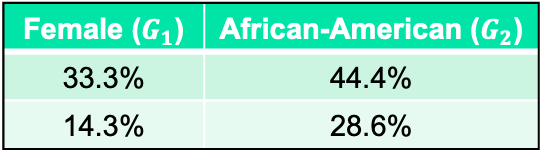 Female (G₁) African-American (G₂)
33.3% 44.4%
14.3% 28.6%